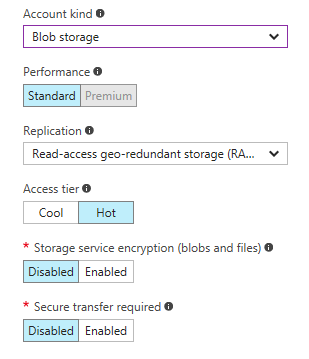 Account kind
Blob storage
Performance
Standard Premium
Replication
Read-access geo-redundant storage (RA...
Access tier
Cool Hot
* Storage service encryption (blobs and files)
Disabled Enabled
* Secure transfer required
Disabled Enabled